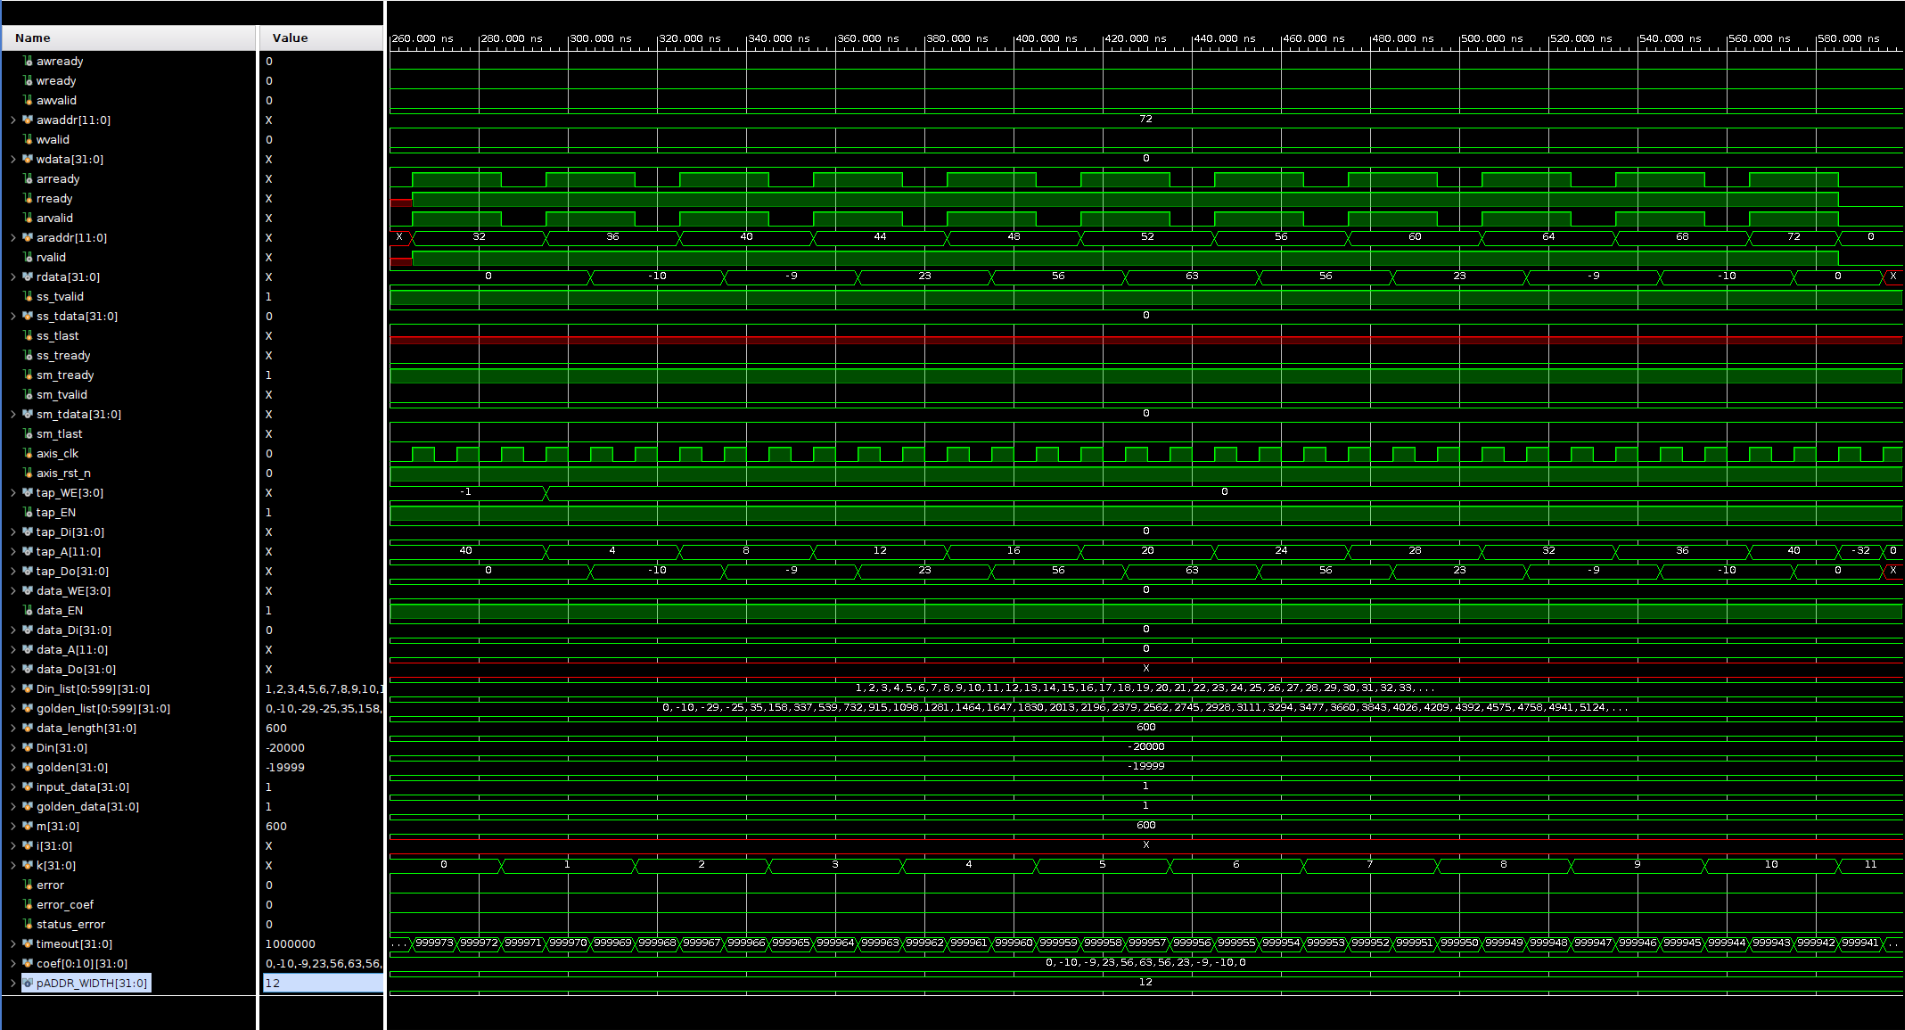 Name Value 260.000 ns 280.000 ns 300.000 ns 320.000 ns 340.000 ns 360.000 ns 380.000 ns 400.000 ns 420.000 ns 440.000 ns 460.000 ns 480.000 ns 500.000 ns 520.000 ns 540.000 ns 560.000 ns 580.000 ns
awready 0
wready 0
awvalid 0
awaddr[11:0] X 72
wvalid 0
wdata[31:0] X 0
arready X
rready X
arvalid X
araddr[11:0] X X 32 36 40 44 48 52 56 60 64 68 72 0
rvalid X
rdata[31:0] X 0 -10 -9 23 56 63 56 23 -9 -10 0 X
ss_tvalid 1
ss_tdata[31:0] 0 0
ss_tlast X
ss_tready X
sm_tready 1
sm_tvalid X
sm_tdata[31:0] X 0
sm_tlast X
axis_clk 0
axis_rst_n 0
tap_WE[3:0] X -1 0
tap_EN 1
tap_Di[31:0] X 0
tap_A[11:0] X 40 4 8 12 16 20 24 28 32 36 40 -32 0
tap_Do[31:0] X 0 -10 -9 23 56 63 56 23 -9 -10 0 X
data_WE[3:0] X 0
data_EN 1
data_Di[31:0] 0 0
data_A[11:0] X 0
data_Do[31:0] X X
Din_list[0:599][31:0] 1,2,3,4,5,6,7,8,9,10,1 1,2,3,4,5,6,7,8,9,10,11,12,13,14,15,16,17,18,19,20,21,22,23,24,25,26,27,28,29,30,31,32,33,...
golden_list[0:599][31:0] 0,-10,-29,-25,35,158, 0,-10,-29,-25,35,158,337,539,732,915,1098,1281,1464,1647,1830,2013,2196,2379,2562,2745,2928,3111,3294,3477,3660,3843,4026,4209,4392,4575,4758,4941,5124,...
data_length[31:0] 600 600
Din[31:0] -20000 -20000
golden[31:0] -19999 -19999
input_data[31:0] 1 1
golden_data[31:0] 1 1
m[31:0] 600 600
i[31:0] X X
k[31:0] X 0 1 2 3 4 5 6 7 8 9 10 11
error 0
error_coef 0
status_error 0
timeout[31:0] 1000000 ... 999973 999972 999971 999970 999969 999968 999967 999966 999965 999964 999963 999962 999961 999960 999959 999958 999957 999956 999955 999954 999953 999952 999951 999950 999949 999948 999947 999946 999945 999944 999943 999942 999941 ..
coef[0:10][31:0] 0,-10,-9,23,56,63,56, 0,-10,-9,23,56,63,56,23,-9,-10,0
pADDR_WIDTH[31:0] 12 12